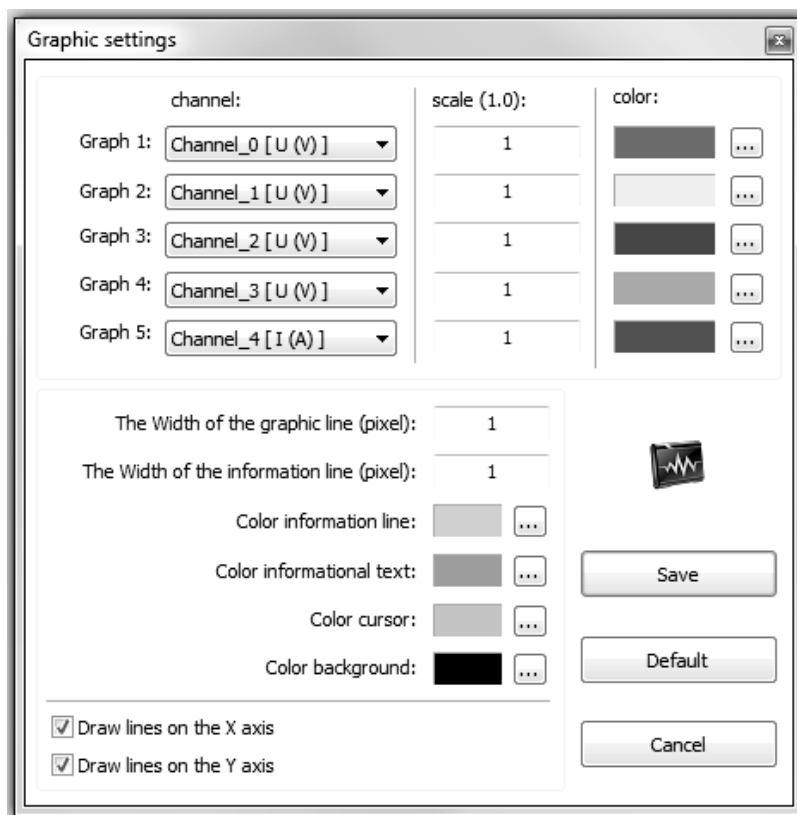 Graphic settings
x
channel: scale (1.0): color:
Graph 1: Channel_0 [ U (V) ] 1 ...
Graph 2: Channel_1 [ U (V) ] 1 ...
Graph 3: Channel_2 [ U (V) ] 1 ...
Graph 4: Channel_3 [ U (V) ] 1 ...
Graph 5: Channel_4 [ I (A) ] 1 ...
The Width of the graphic line (pixel): 1
The Width of the information line (pixel): 1
Color information line: ...
Color informational text: ...
Color cursor: ...
Color background: ...
Draw lines on the X axis
Draw lines on the Y axis
Save
Default
Cancel